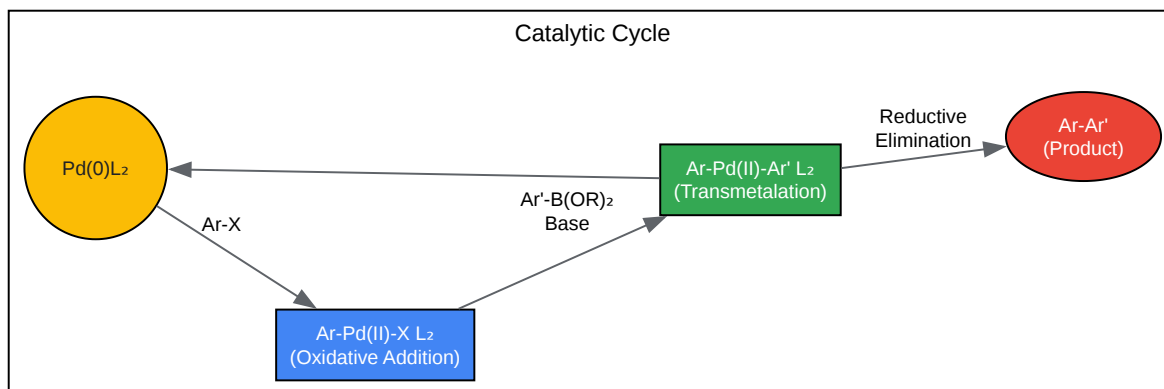 Catalytic Cycle
Pd(0)L₂
Ar-X
Ar-Pd(II)-X L₂
(Oxidative Addition)
Ar'-B(OR)₂
Base
Ar-Pd(II)-Ar' L₂
(Transmetalation)
Reductive
Elimination
Ar-Ar'
(Product)